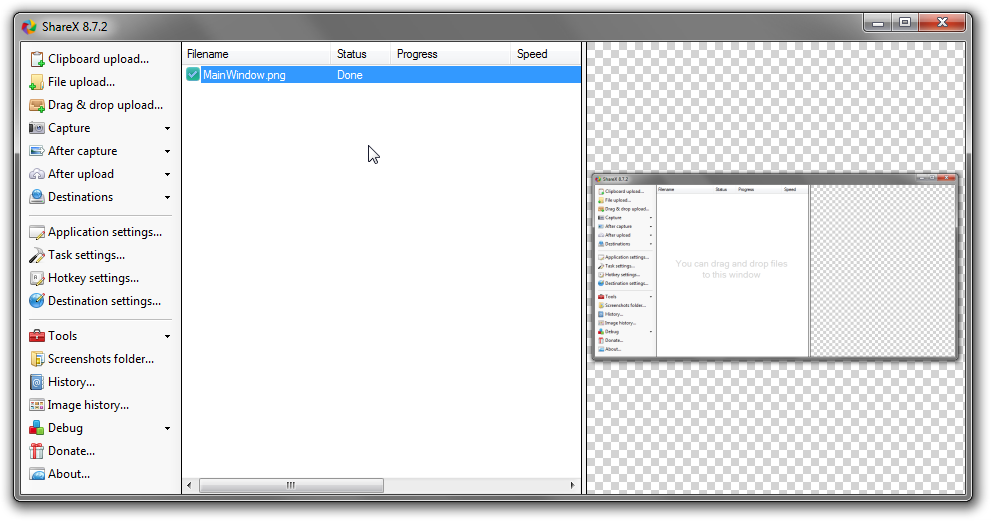 ShareX 8.7.2
Clipboard upload...
File upload...
Drag & drop upload...
Capture
After capture
After upload
Destinations
Application settings...
Task settings...
Hotkey settings...
Destination settings...
Tools
Screenshots folder...
History...
Image history...
Debug
Donate...
About...
Filename Status Progress Speed
MainWindow.png Done
ShareX 8.7.2
Clipboard upload...
File upload...
Drag & drop upload...
Capture
After capture
After upload
Destinations
Application settings...
Task settings...
Hotkey settings...
Destination settings...
Tools
Screenshots folder...
History...
Image history...
Debug
Donate...
About...
Filename Status Progress Speed
You can drag and drop files
to this window